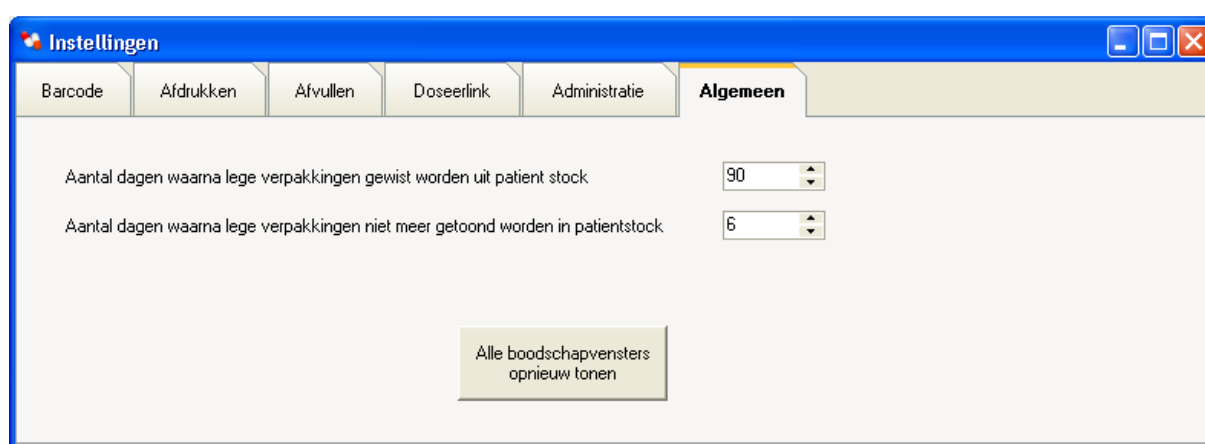 Instellingen
Barcode Afdrukken Afvullen Doseerlink Administratie Algemeen
Aantal dagen waarna lege verpakkingen gewist worden uit patient stock 90
Aantal dagen waarna lege verpakkingen niet meer getoond worden in patientstock 6
Alle boodschapvensters
opnieuw tonen